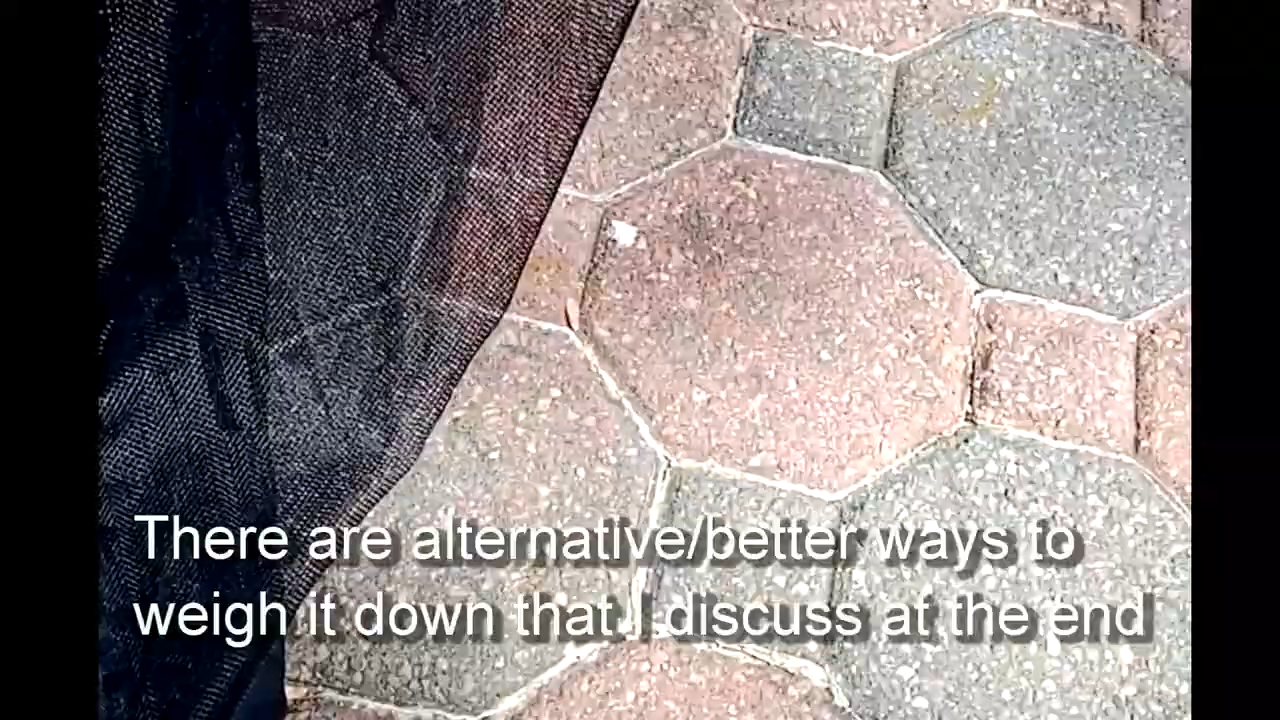 There are alternative/better ways to
weigh it down that I discuss at the end